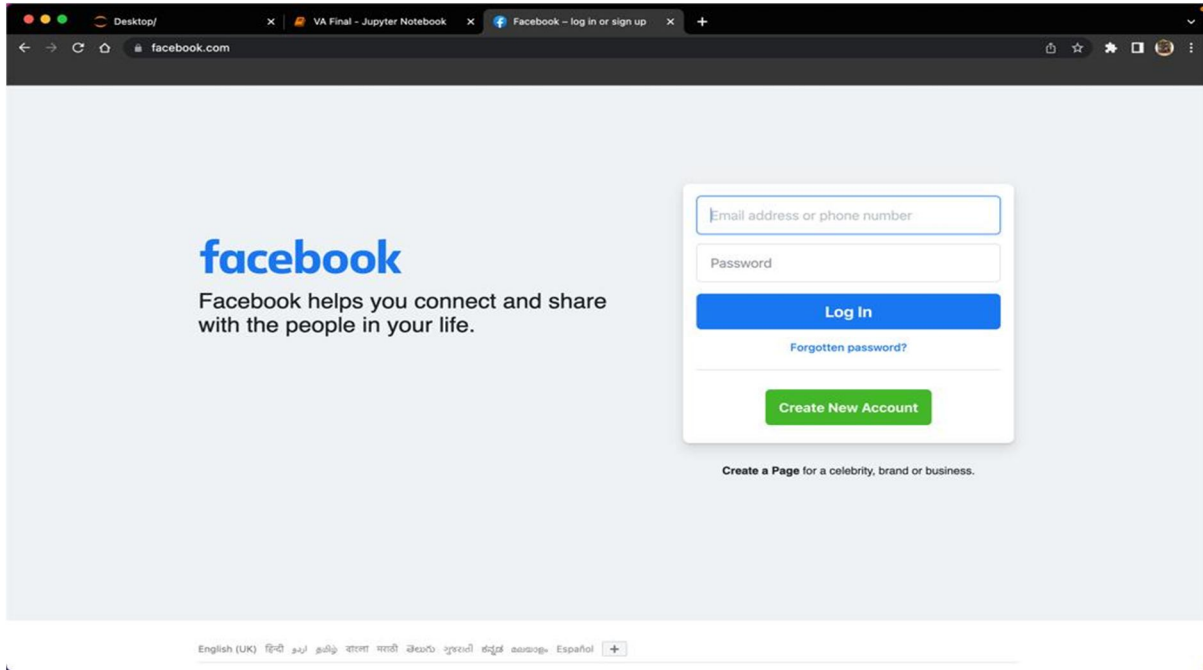 Desktop/
VA Final - Jupyter Notebook
Facebook – log in or sign up
facebook.com
facebook
Facebook helps you connect and share
with the people in your life.
Email address or phone number
Password
Log In
Forgotten password?
Create New Account
Create a Page for a celebrity, brand or business.
English (UK) हिन्दी اردو தமிழ் বাংলা मराठी తెలుగు ગુજરાતી ಕನ್ನಡ മലയാളം Español